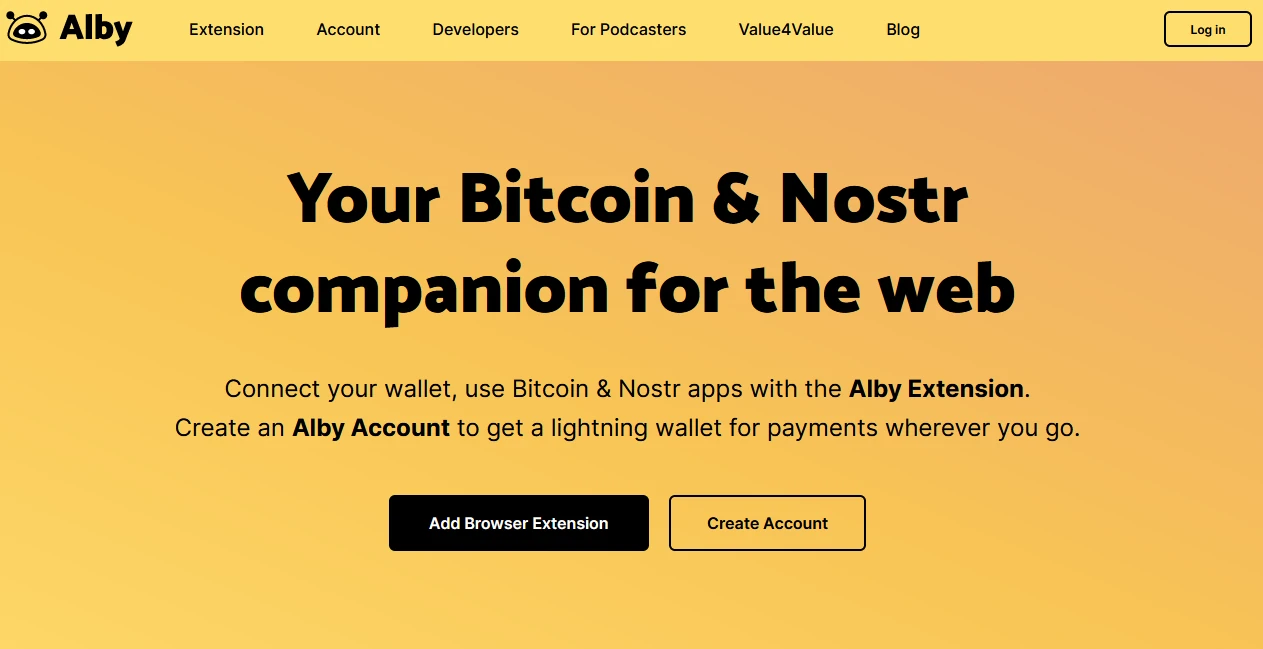 Alby
Extension
Account
Developers
For Podcasters
Value4Value
Blog
Log in
Your Bitcoin & Nostr
companion for the web
Connect your wallet, use Bitcoin & Nostr apps with the Alby Extension.
Create an Alby Account to get a lightning wallet for payments wherever you go.
Add Browser Extension
Create Account